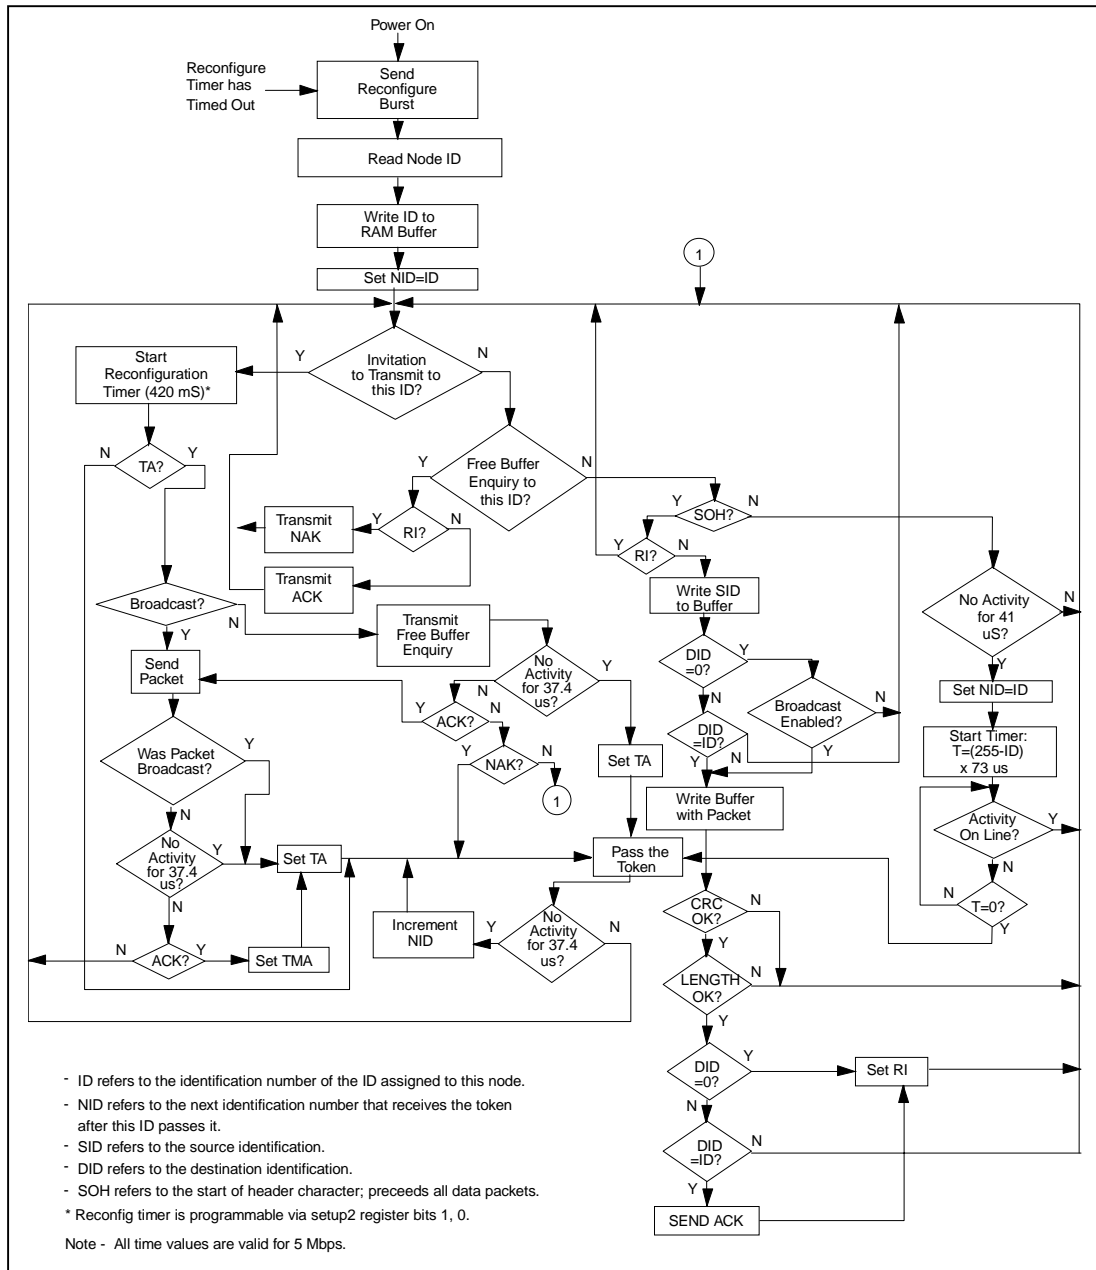 Power On
Reconfigure
Timer has
Timed Out
Send
Reconfigure
Burst
Read Node ID
Write ID to
RAM Buffer
1
Set NID=ID
Start
Reconfiguration
Timer (420 mS)*
Y
Invitation
to Transmit to
this ID?
N
N
TA?
Y
Y
Free Buffer
Enquiry to
this ID?
N
Transmit
NAK
Y
RI?
N
Y
SOH?
N
Y
RI?
N
Transmit
ACK
Write SID
to Buffer
No Activity
for 41
uS?
N
Y
Broadcast?
N
Y
Transmit
Free Buffer
Enquiry
Send
Packet
No
Activity
for 37.4
us?
N
Y
DID
=0?
Y
N
Broadcast
Enabled?
N
Y
Set NID=ID
ACK?
N
Y
DID
=ID?
Y
N
Start Timer:
T=(255-ID)
x 73 us
Was Packet
Broadcast?
Y
N
Y
NAK?
N
1
Set TA
Write Buffer
with Packet
Activity
On Line?
Y
N
No
Activity
for 37.4
us?
Y
N
Set TA
Pass the
Token
N
T=0?
Y
CRC
OK?
N
Y
Increment
NID
Y
No
Activity
for 37.4
us?
N
N
ACK?
Y
Set TMA
LENGTH
OK?
N
Y
DID
=0?
Y
N
Set RI
DID
=ID?
N
Y
SEND ACK
- ID refers to the identification number of the ID assigned to this node.
- NID refers to the next identification number that receives the token
after this ID passes it.
- SID refers to the source identification.
- DID refers to the destination identification.
- SOH refers to the start of header character; preceeds all data packets.
* Reconfig timer is programmable via setup2 register bits 1, 0.
Note - All time values are valid for 5 Mbps.